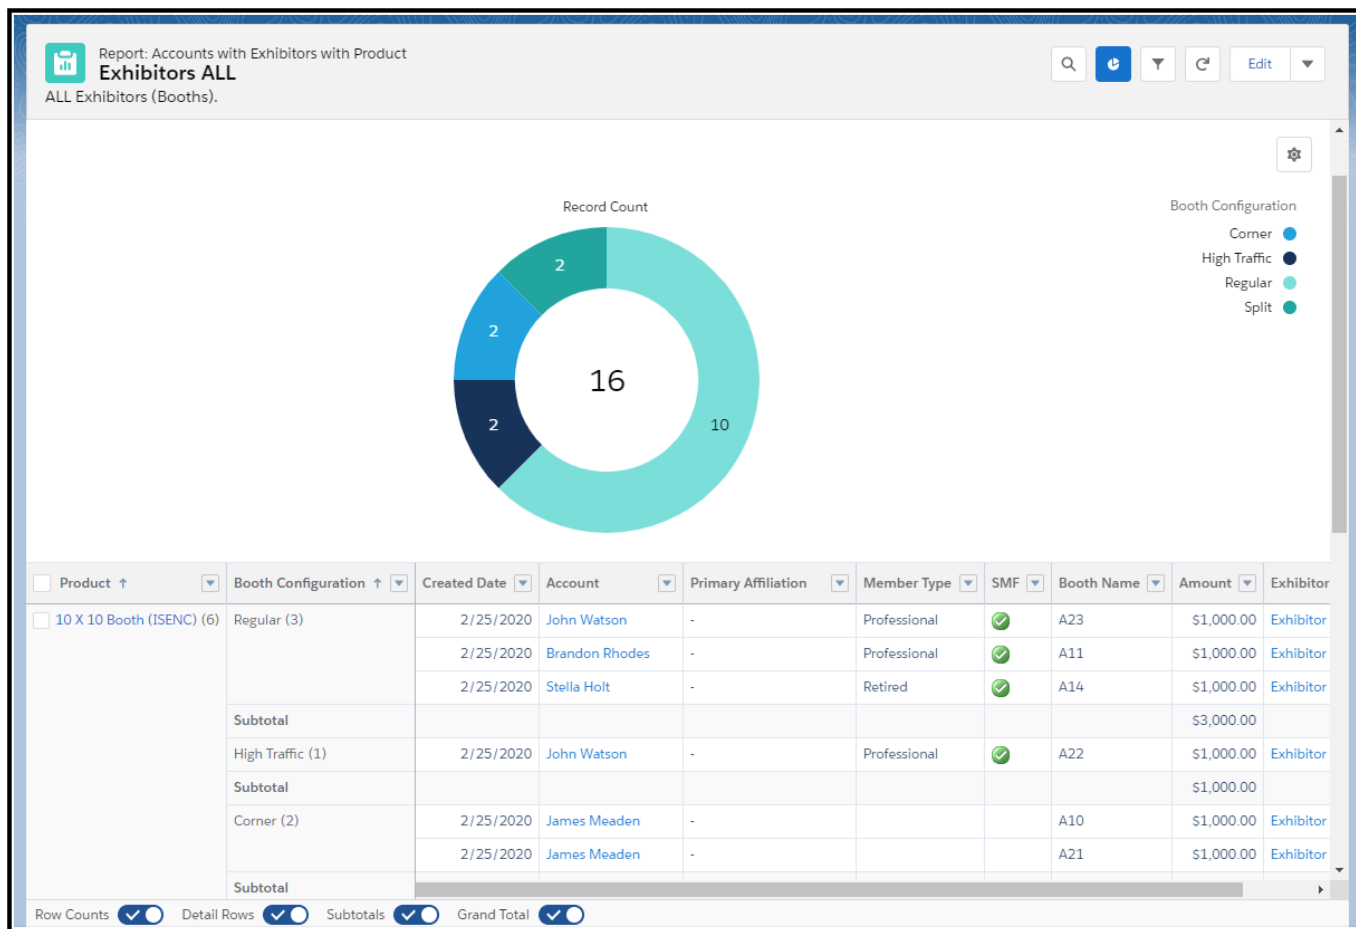 Report: Accounts with Exhibitors with Product
Exhibitors ALL
ALL Exhibitors (Booths).
Edit
Record Count
Booth Configuration
Corner
High Traffic
Regular
Split
2
2
2
10
16
Product ↑ Booth Configuration ↑ Created Date Account Primary Affiliation Member Type SMF Booth Name Amount Exhibitor
10 X 10 Booth (ISENC) (6) Regular (3) 2/25/2020 John Watson - Professional A23 $1,000.00 Exhibitor
2/25/2020 Brandon Rhodes - Professional A11 $1,000.00 Exhibitor
2/25/2020 Stella Holt - Retired A14 $1,000.00 Exhibitor
Subtotal $3,000.00
High Traffic (1) 2/25/2020 John Watson - Professional A22 $1,000.00 Exhibitor
Subtotal $1,000.00
Corner (2) 2/25/2020 James Meaden - A10 $1,000.00 Exhibitor
2/25/2020 James Meaden - A21 $1,000.00 Exhibitor
Subtotal
Row Counts Detail Rows Subtotals Grand Total